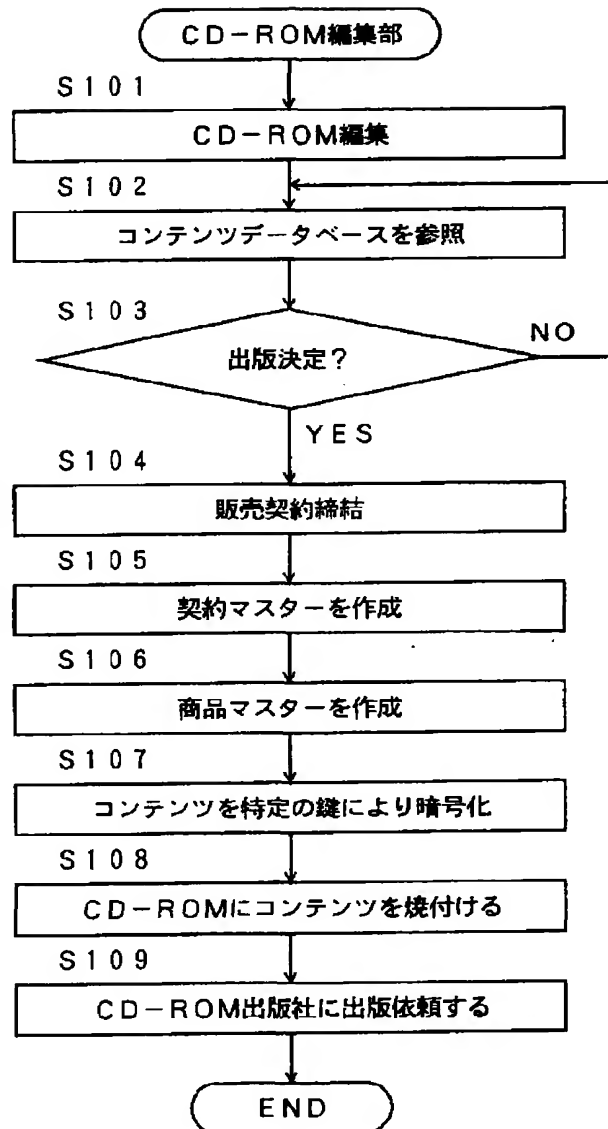 CD-ROM編集部
S101
CD-ROM編集
S102
コンテンツデータベースを参照
S103
出版決定?
NO
YES
S104
販売契約締結
S105
契約マスターを作成
S106
商品マスターを作成
S107
コンテンツを特定の鍵により暗号化
S108
CD-ROMにコンテンツを焼付ける
S109
CD-ROM出版社に出版依頼する
END